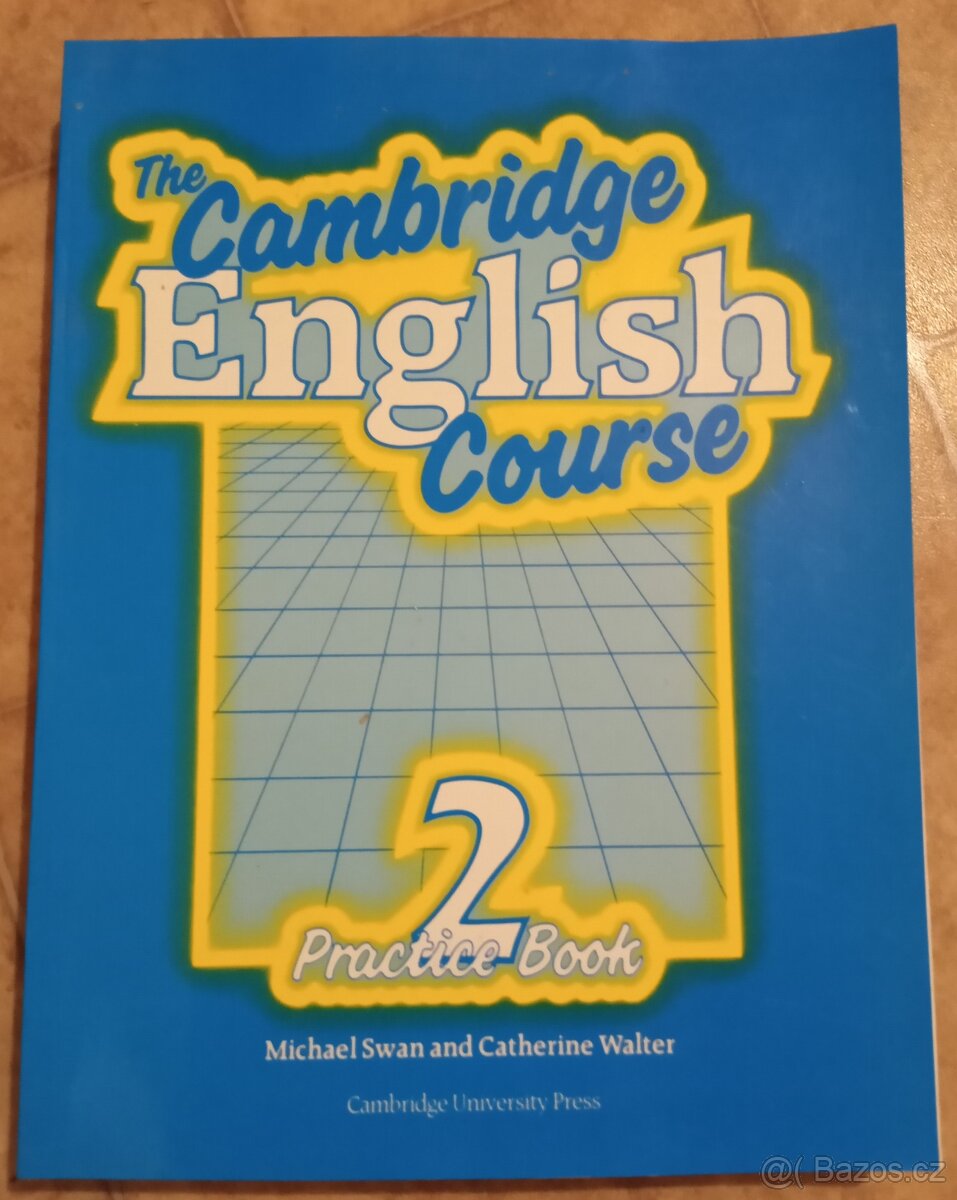 The
Cambridge
English
Course
2
Practice Book
Michael Swan and Catherine Walter
Cambridge University Press
@( Bazos.cz